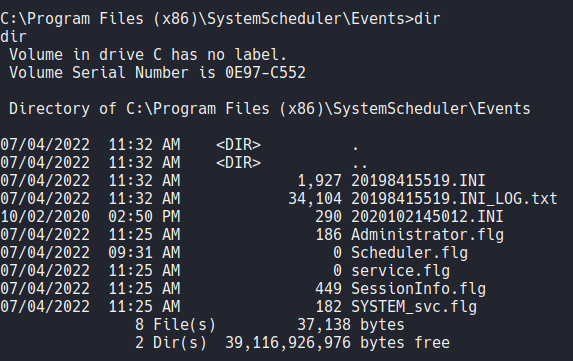 C:\Program Files (x86)\SystemScheduler\Events>dir
dir
 Volume in drive C has no label.
 Volume Serial Number is 0E97-C552

 Directory of C:\Program Files (x86)\SystemScheduler\Events

07/04/2022  11:32 AM    <DIR>          .
07/04/2022  11:32 AM    <DIR>          ..
07/04/2022  11:32 AM             1,927 20198415519.INI
07/04/2022  11:32 AM            34,104 20198415519.INI_LOG.txt
10/02/2020  02:50 PM               290 2020102145012.INI
07/04/2022  11:25 AM               186 Administrator.flg
07/04/2022  09:31 AM                 0 Scheduler.flg
07/04/2022  11:25 AM                 0 service.flg
07/04/2022  11:25 AM               449 SessionInfo.flg
07/04/2022  11:25 AM               182 SYSTEM_svc.flg
               8 File(s)         37,138 bytes
               2 Dir(s)  39,116,926,976 bytes free